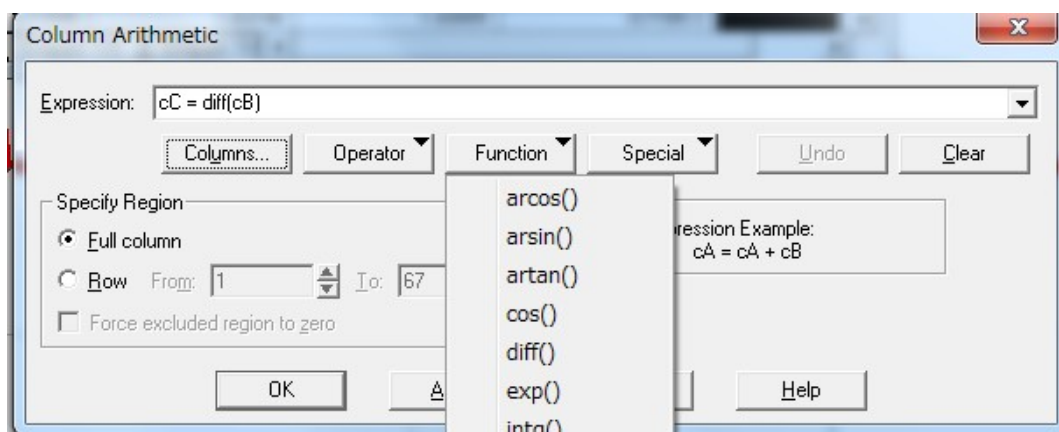 Column Arithmetic
Expression: cC = diff(cB)
Columns... Operator Function Special Undo Clear
Specify Region
Full column
Row From: 1 To: 67
Force excluded region to zero
arcos()
arsin()
artan()
cos()
diff()
exp()
Example:
cA = cA + cB
OK Help